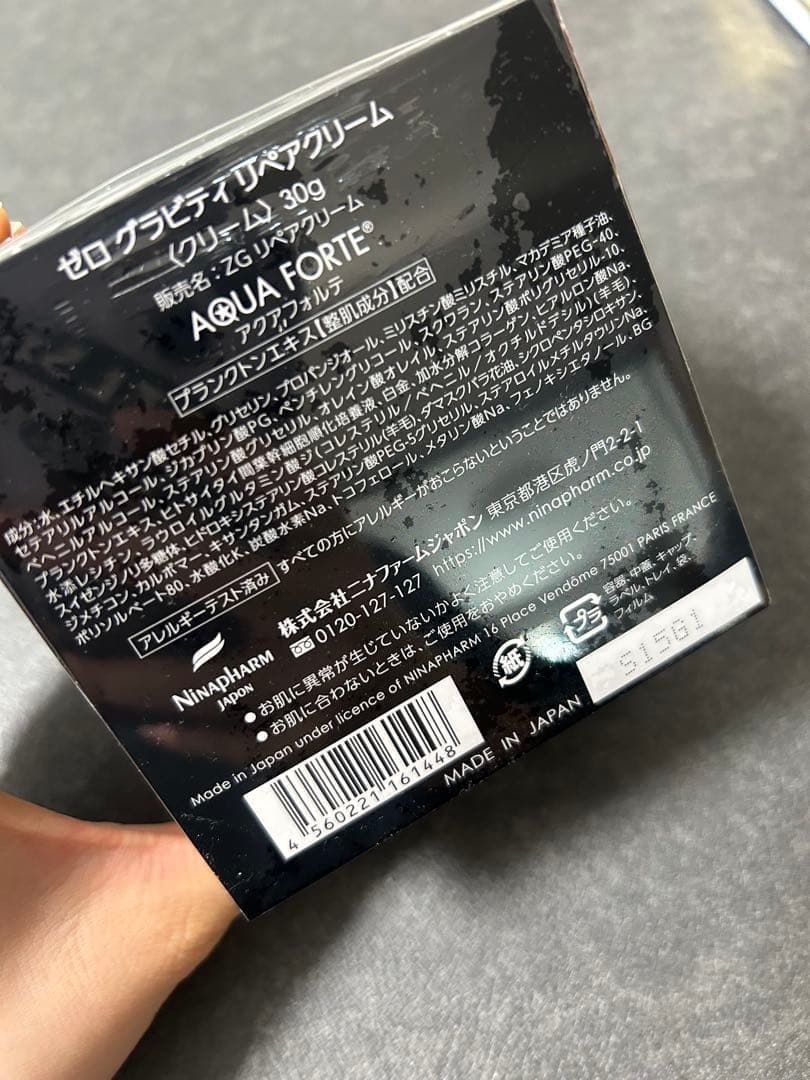 ゼロ グラビティ リペアクリーム
〈クリーム〉 30g
販売名:ZG リペアクリーム
AQUA FORTE®
アクアフォルテ
プランクトンエキス【整肌成分】配合
成分:水、エチルヘキサン酸セチル、グリセリン、プロパンジオール、ミリスチン酸ミリスチル、マカデミア種子油、
セテアリルアルコール、ジカプリン酸PG、ペンチレングリコール、スクワラン、ステアリン酸PEG-40、
ベヘニルアルコール、ステアリン酸グリセリル、オレイン酸オレイル、ステアリン酸ポリグリセリル-10、
プランクトンエキス、ヒトサイタイ間葉幹細胞順化培養液、白金、加水分解コラーゲン、ヒアルロン酸Na、
水添レシチン、ラウロイルグルタミン酸ジ(コレステリル/ベヘニル/オクチルドデシル)(羊毛)、
スイゼンジノリ多糖体、ヒドロキシステアリン酸コレステリル(羊毛)、ダマスクバラ花油、シクロペンタシロキサン、
ジメチコン、カルボマー、キサンタンガム、ステアリン酸PEG-5グリセリル、ステアロイルメチルタウリンNa、
ポリソルベート80、水酸化K、炭酸水素Na、トコフェロール、メタリン酸Na、フェノキシエタノール、BG
アレルギーテスト済み すべての方にアレルギーがおこらないということではありません。
NINAPHARM
JAPON
株式会社ニナファームジャポン 東京都港区虎ノ門2-2-1
0120-127-127 https://www.ninapharm.co.jp
●お肌に異常が生じていないかよく注意してご使用ください。
●お肌に合わないときは、ご使用をおやめください。
Made in Japan under licence of NINAPHARM 16 Place Vendôme 75001 PARIS FRANCE
紙
プラ
容器、中蓋、キャップ、
ラベル、トレイ、袋、
フィルム
4 560221 161448
MADE IN JAPAN
S15G1